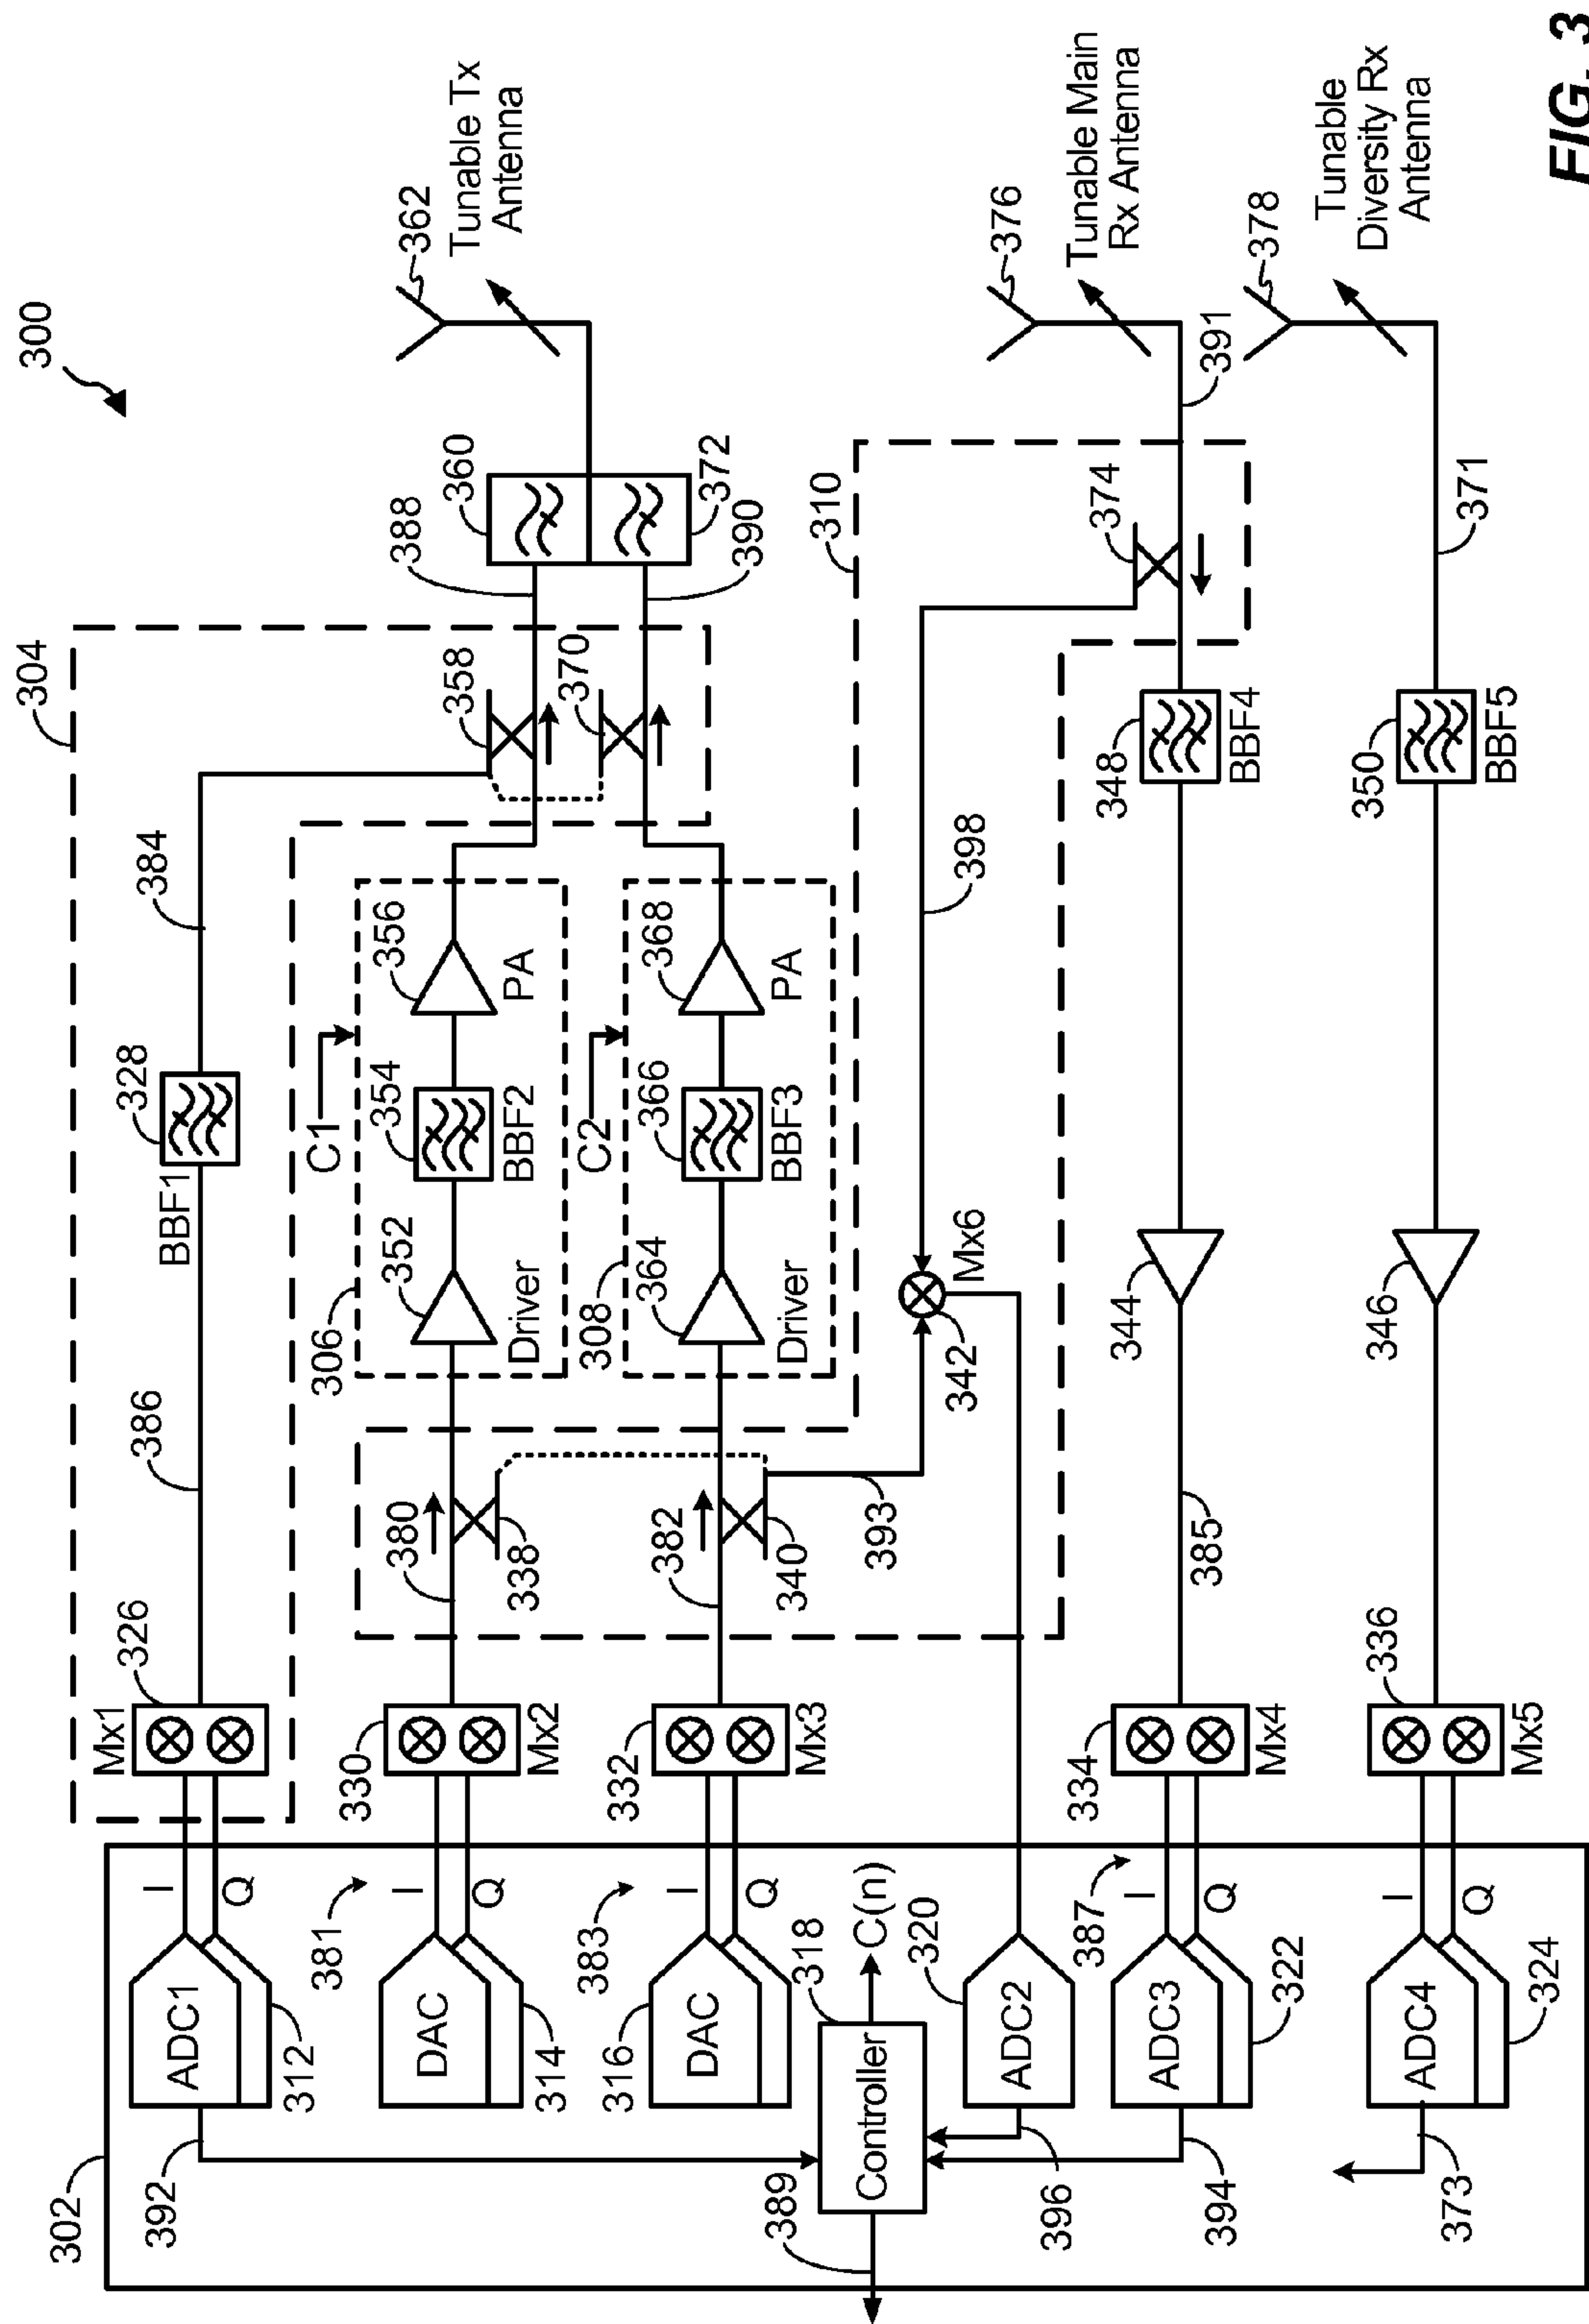 300
302
304
Mx1
326
386
BBF1
328
384
ADC1
I
Q
312
392
381
I
Q
DAC
314
330
Mx2
380
338
306
C1
352
Driver
354
BBF2
356
PA
358
388
360
362
Tunable Tx
Antenna
383
I
Q
316
DAC
332
Mx3
382
340
393
308
C2
364
Driver
366
BBF3
368
PA
370
390
372
389
Controller
318
C(n)
320
ADC2
396
342
Mx6
398
310
374
376
Tunable Main
Rx Antenna
391
387
I
Q
ADC3
322
394
334
Mx4
385
344
348
BBF4
ADC4
I
Q
324
373
336
Mx5
346
350
BBF5
371
378
Tunable
Diversity Rx
Antenna
FIG. 3